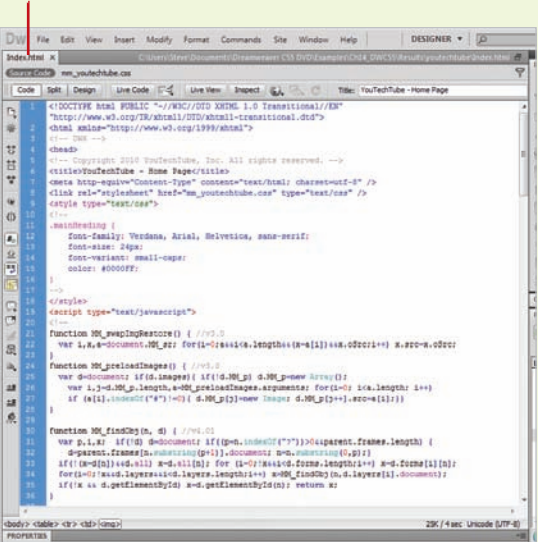 Dw File Edit View Insert Modify Format Commands Site Window Help DESIGNER
Index.html × C:\Users\Steve\Documents\Dreamweaver CS5 DVD\Examples\Ch14_DWCS5\Results\youtechtube\Index.html
Source Code mm_youtechtube.css
Code Split Design Live Code Live View Inspect Title: YouTechTube - Home Page
1 <!DOCTYPE html PUBLIC "-//W3C//DTD XHTML 1.0 Transitional//EN"
"http://www.w3.org/TR/xhtml1/DTD/xhtml1-transitional.dtd">
2 <html xmlns="http://www.w3.org/1999/xhtml">
3 <!-- DWK -->
4 <head>
5 <!-- Copyright 2010 YouTechTube, Inc. All rights reserved. -->
6 <title>YouTechTube - Home Page</title>
7 <meta http-equiv="Content-Type" content="text/html; charset=utf-8" />
8 <link rel="stylesheet" href="mm_youtechtube.css" type="text/css" />
9 <style type="text/css">
10 <!--
11 .mainHeading {
12 font-family: Verdana, Arial, Helvetica, sans-serif;
13 font-size: 24px;
14 font-variant: small-caps;
15 color: #0000FF;
16 }
17 -->
18 </style>
19 <script type="text/javascript">
20 <!--
21 function MM_swapImgRestore() { //v3.0
22 var i,x,a=document.MM_sr; for(i=0;a&&i<a.length&&(x=a[i])&&x.oSrc;i++) x.src=x.oSrc;
23 }
24 function MM_preloadImages() { //v3.0
25 var d=document; if(d.images){ if(!d.MM_p) d.MM_p=new Array();
26 var i,j=d.MM_p.length,a=MM_preloadImages.arguments; for(i=0; i<a.length; i++)
27 if (a[i].indexOf("#")!=0){ d.MM_p[j]=new Image; d.MM_p[j++].src=a[i];}}
28 }
29
30 function MM_findObj(n, d) { //v4.01
31 var p,i,x; if(!d) d=document; if((p=n.indexOf("?"))>0&&parent.frames.length) {
32 d=parent.frames[n.substring(p+1)].document; n=n.substring(0,p);}
33 if(!(x=d[n])&&d.all) x=d.all[n]; for (i=0;!x&&i<d.forms.length;i++) x=d.forms[i][n];
34 for(i=0;!x&&d.layers&&i<d.layers.length;i++) x=MM_findObj(n,d.layers[i].document);
35 if(!x && d.getElementById) x=d.getElementById(n); return x;
36 }
<body> <table> <tr> <td> <img> 29K / 4 sec Unicode (UTF-8)
PROPERTIES